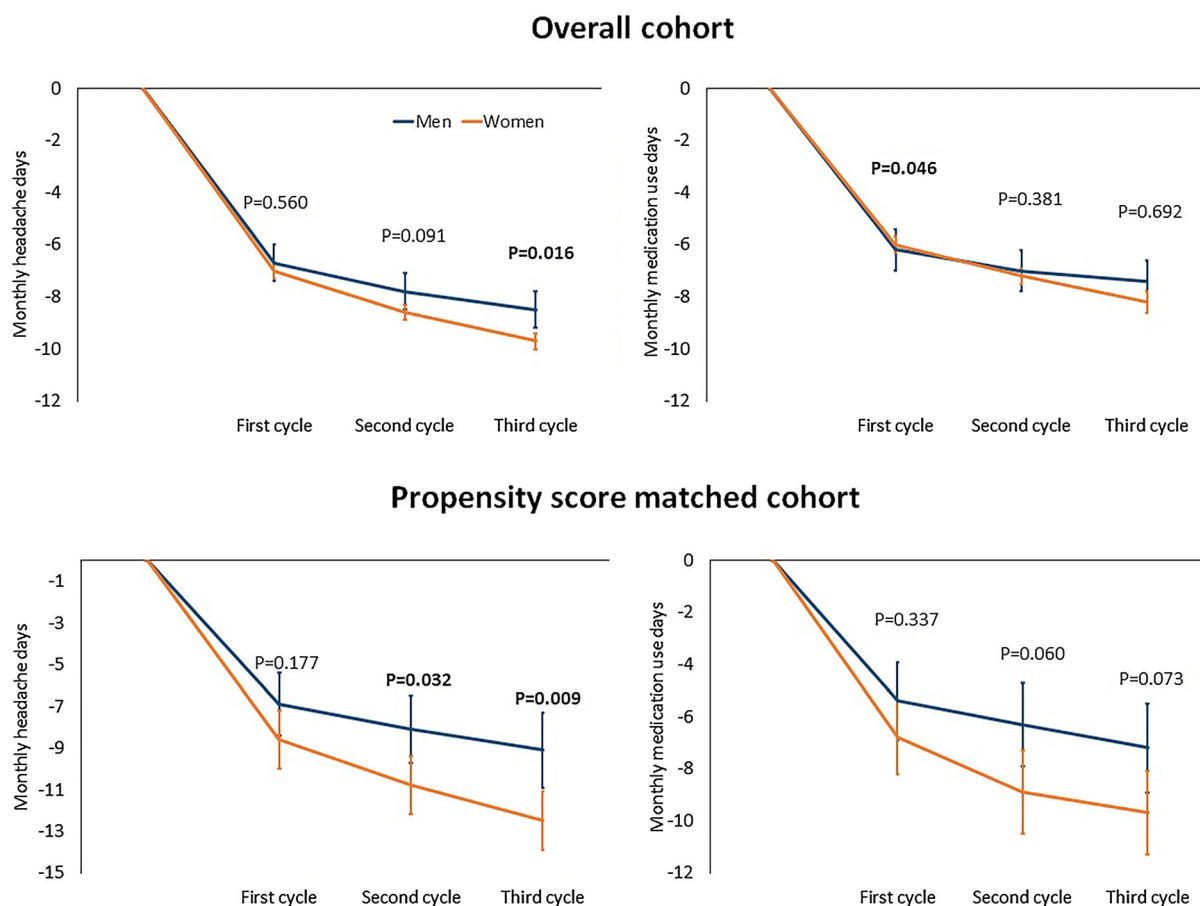 Overall cohort
Monthly headache days
0
-2
-4
-6
-8
-10
-12
Men Women
P=0.560
P=0.091
P=0.016
First cycle Second cycle Third cycle
Monthly medication use days
0
-2
-4
-6
-8
-10
-12
P=0.046
P=0.381
P=0.692
First cycle Second cycle Third cycle
Propensity score matched cohort
Monthly headache days
-1
-3
-5
-7
-9
-11
-13
-15
P=0.177
P=0.032
P=0.009
First cycle Second cycle Third cycle
Monthly medication use days
0
-2
-4
-6
-8
-10
-12
P=0.337
P=0.060
P=0.073
First cycle Second cycle Third cycle